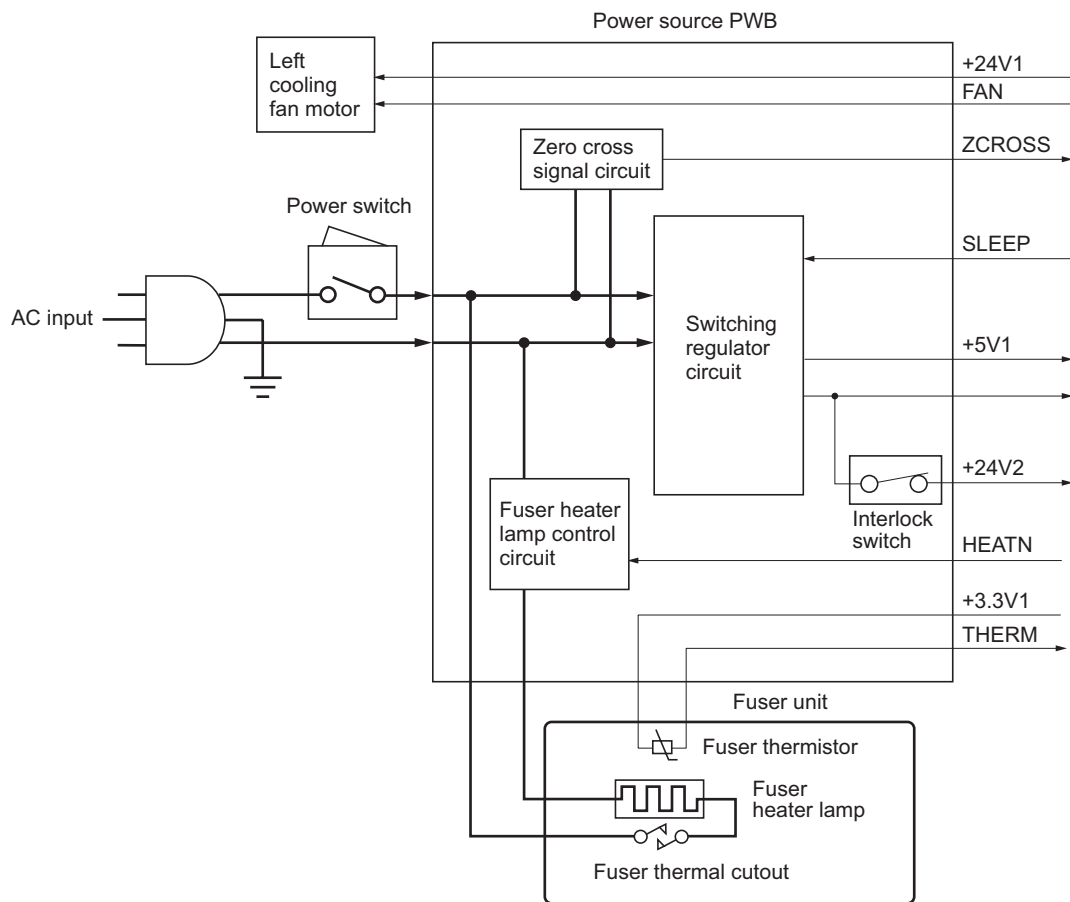 Power source PWB
Left
cooling
fan motor
+24V1
FAN
Zero cross
signal circuit
ZCROSS
Power switch
SLEEP
AC input
Switching
regulator
circuit
+5V1
+24V2
Interlock
switch
Fuser heater
lamp control
circuit
HEATN
+3.3V1
THERM
Fuser unit
Fuser thermistor
Fuser
heater lamp
Fuser thermal cutout